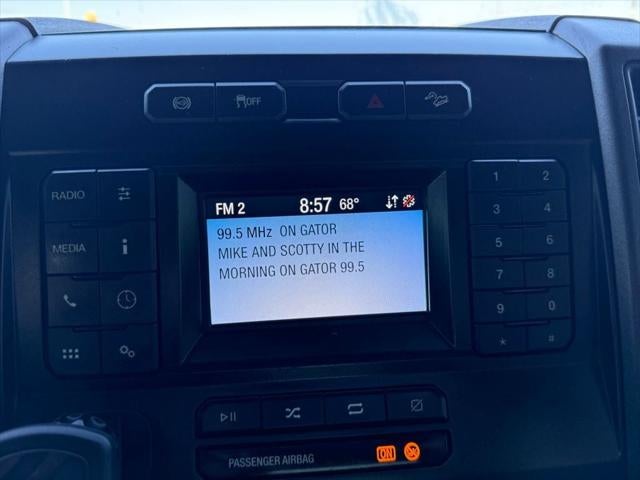 OFF
RADIO
MEDIA
i
FM 2 8:57 68°
99.5 MHz ON GATOR
MIKE AND SCOTTY IN THE
MORNING ON GATOR 99.5
1 2
3 4
5 6
7 8
9 0
* #
PASSENGER AIRBAG ON